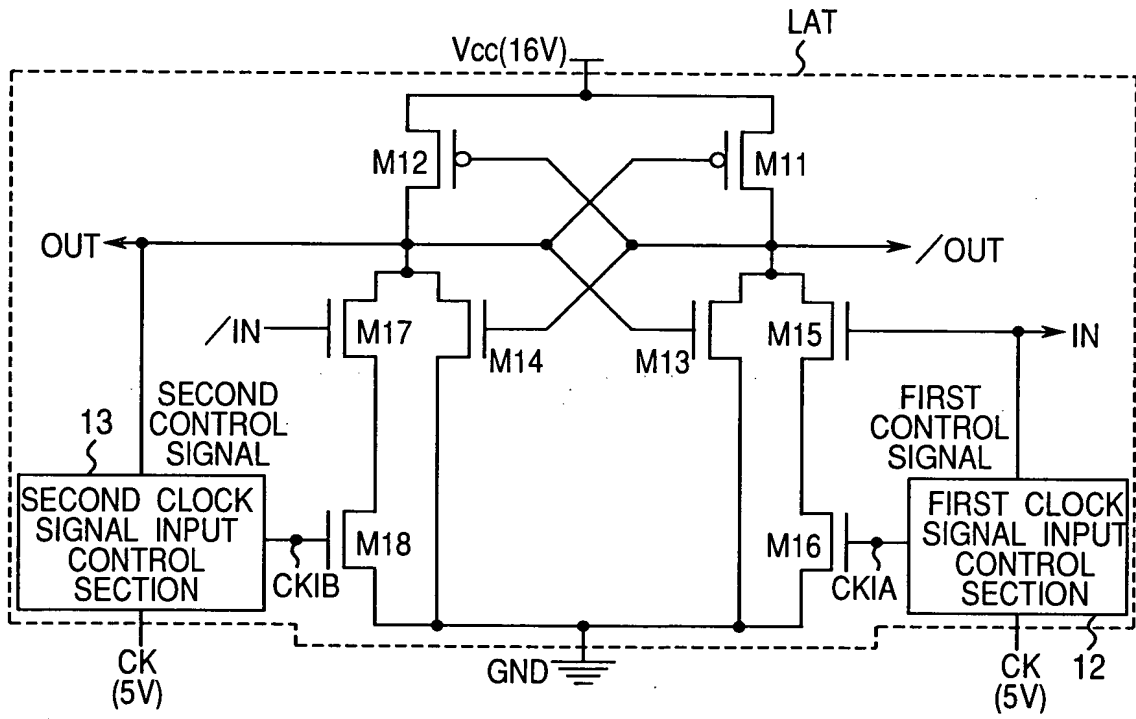 LAT
Vcc(16V)
M12
M11
OUT
/OUT
/IN
M17
M14
M13
M15
IN
SECOND
CONTROL
SIGNAL
FIRST
CONTROL
SIGNAL
13
SECOND CLOCK
SIGNAL INPUT
CONTROL
SECTION
CKIB
M18
M16
CKIA
FIRST CLOCK
SIGNAL INPUT
CONTROL
SECTION
CK
(5V)
GND
CK
(5V)
12